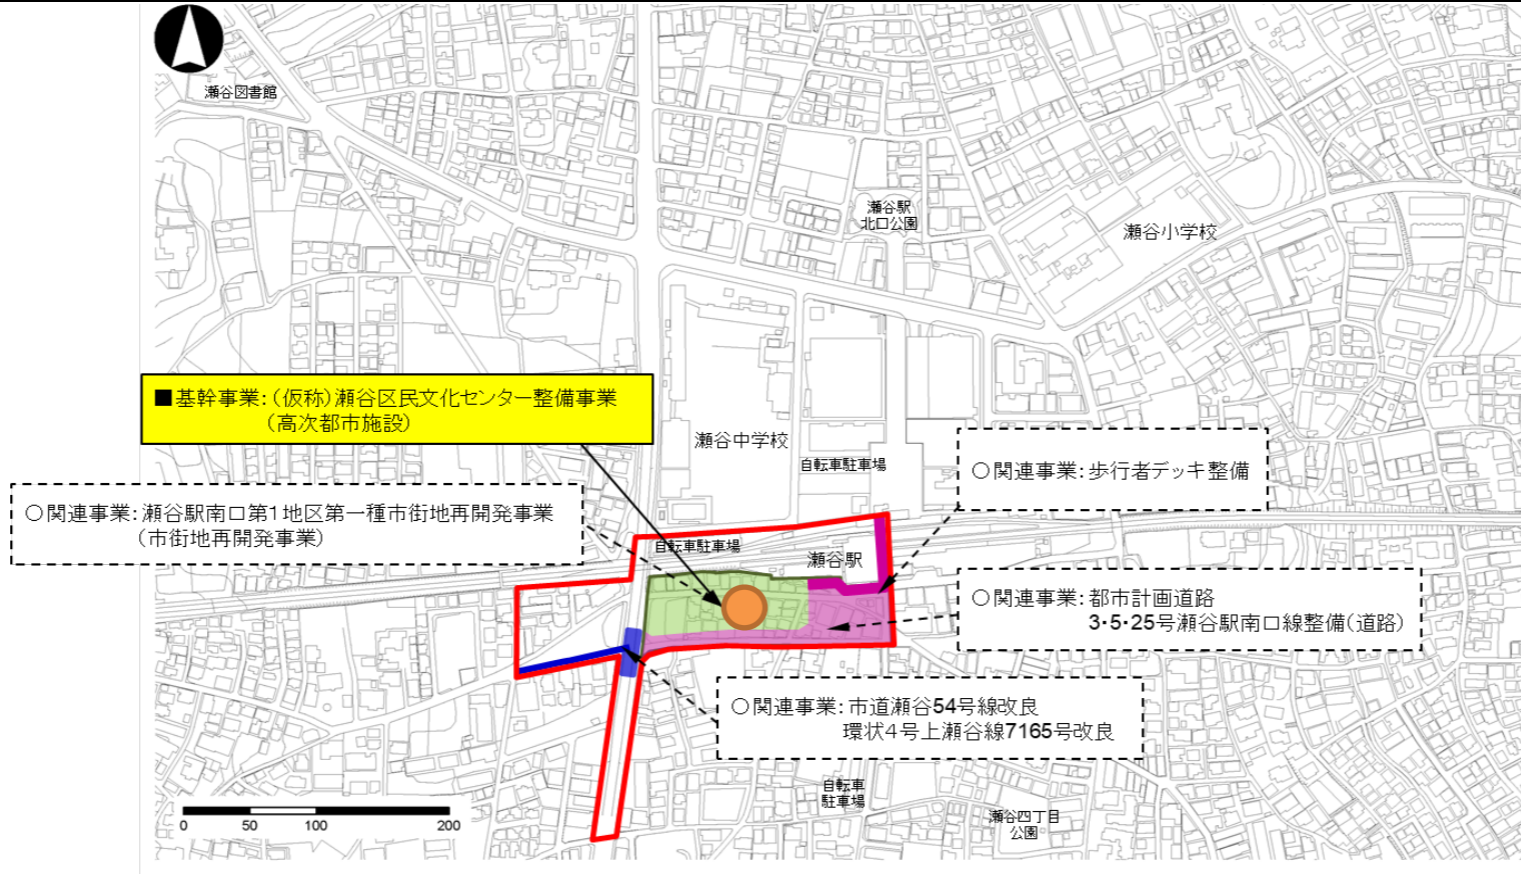 瀬谷図書館
瀬谷駅
北口公園
瀬谷小学校
■基幹事業:(仮称)瀬谷区民文化センター整備事業
(高次都市施設)
瀬谷中学校
自転車駐車場
○関連事業:歩行者デッキ整備
○関連事業:瀬谷駅南口第1地区第一種市街地再開発事業
(市街地再開発事業)
自転車駐車場
瀬谷駅
○関連事業:都市計画道路
3・5・25号瀬谷駅南口線整備(道路)
○関連事業:市道瀬谷54号線改良
環状4号上瀬谷線7165号改良
自転車
駐車場
瀬谷四丁目
公園
0 50 100 200